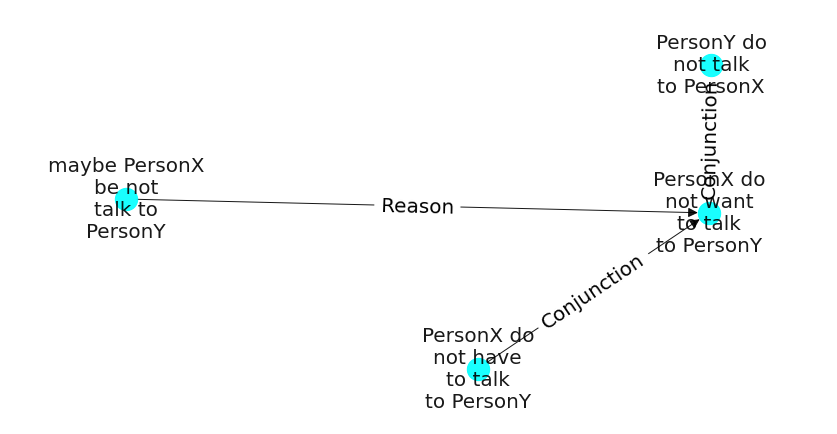 PersonY do
not talk
to PersonX
Conjunction
maybe PersonX
be not
talk to
PersonY
Reason
PersonX do
not want
to talk
to PersonY
Conjunction
PersonX do
not have
to talk
to PersonY